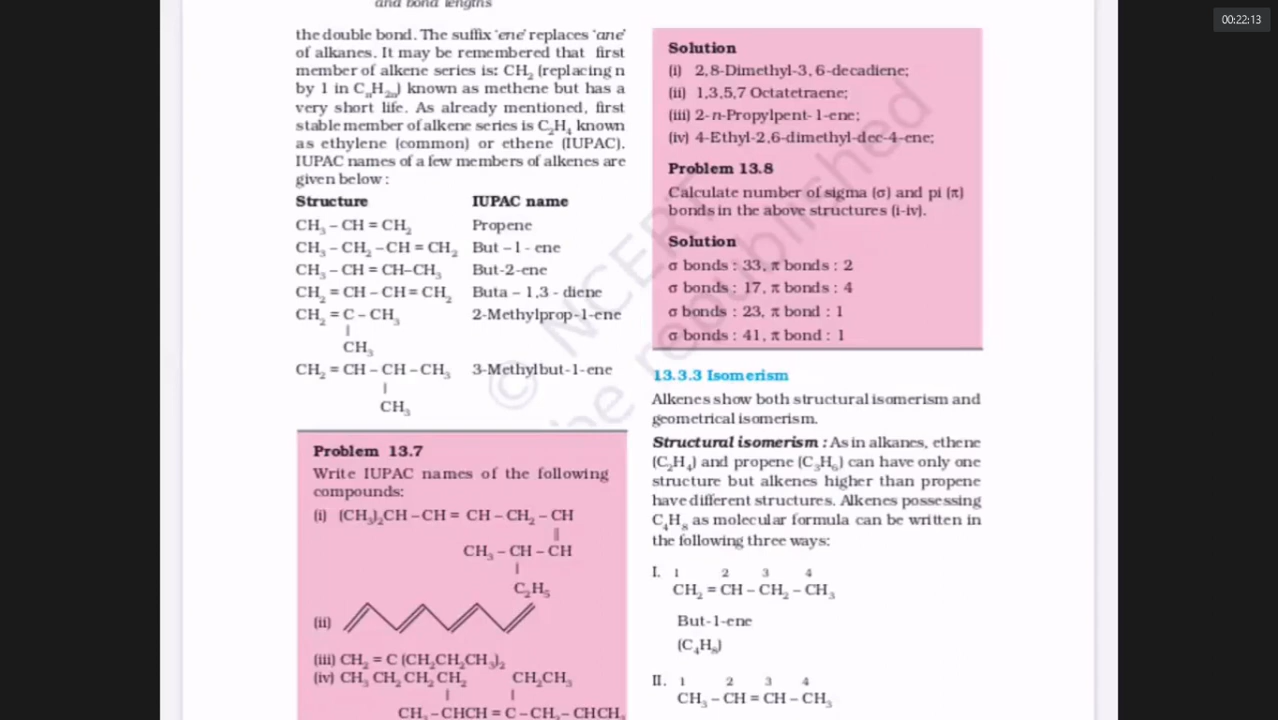 and bond lengths
00:22:13
the double bond. The suffix 'ene' replaces 'ane'
of alkanes. It may be remembered that first
member of alkene series is: CH₂ (replacing n
by 1 in CₙH₂ₙ) known as methene but has a
very short life. As already mentioned, first
stable member of alkene series is C₂H₄ known
as ethylene (common) or ethene (IUPAC).
IUPAC names of a few members of alkenes are
given below :
Structure IUPAC name
CH₃ – CH = CH₂ Propene
CH₃ – CH₂ – CH = CH₂ But – 1 - ene
CH₃ – CH = CH–CH₃ But-2-ene
CH₂ = CH – CH = CH₂ Buta – 1,3 - diene
CH₂ = C – CH₃ 2-Methylprop-1-ene
|
CH₃
CH₂ = CH – CH – CH₃ 3-Methylbut-1-ene
|
CH₃
Problem 13.7
Write IUPAC names of the following
compounds:
(i) (CH₃)₂CH – CH = CH – CH₂ – CH
||
CH₃ – CH – CH
|
C₂H₅
(ii)
(iii) CH₂ = C (CH₂CH₂CH₃)₂
(iv) CH₃ CH₂ CH₂ CH₂ CH₂CH₃
| |
CH₃ –CHCH = C – CH₂ – CHCH₃
Solution
(i) 2,8-Dimethyl-3, 6-decadiene;
(ii) 1,3,5,7 Octatetraene;
(iii) 2-n-Propylpent-1-ene;
(iv) 4-Ethyl-2,6-dimethyl-dec-4-ene;
Problem 13.8
Calculate number of sigma (σ) and pi (π)
bonds in the above structures (i-iv).
Solution
σ bonds : 33, π bonds : 2
σ bonds : 17, π bonds : 4
σ bonds : 23, π bond : 1
σ bonds : 41, π bond : 1
13.3.3 Isomerism
Alkenes show both structural isomerism and
geometrical isomerism.
Structural isomerism : As in alkanes, ethene
(C₂H₄) and propene (C₃H₆) can have only one
structure but alkenes higher than propene
have different structures. Alkenes possessing
C₄H₈ as molecular formula can be written in
the following three ways:
I. 1 2 3 4
CH₂ = CH – CH₂ – CH₃
But-1-ene
(C₄H₈)
II. 1 2 3 4
CH₃ – CH = CH – CH₃
© NCERT
be republished